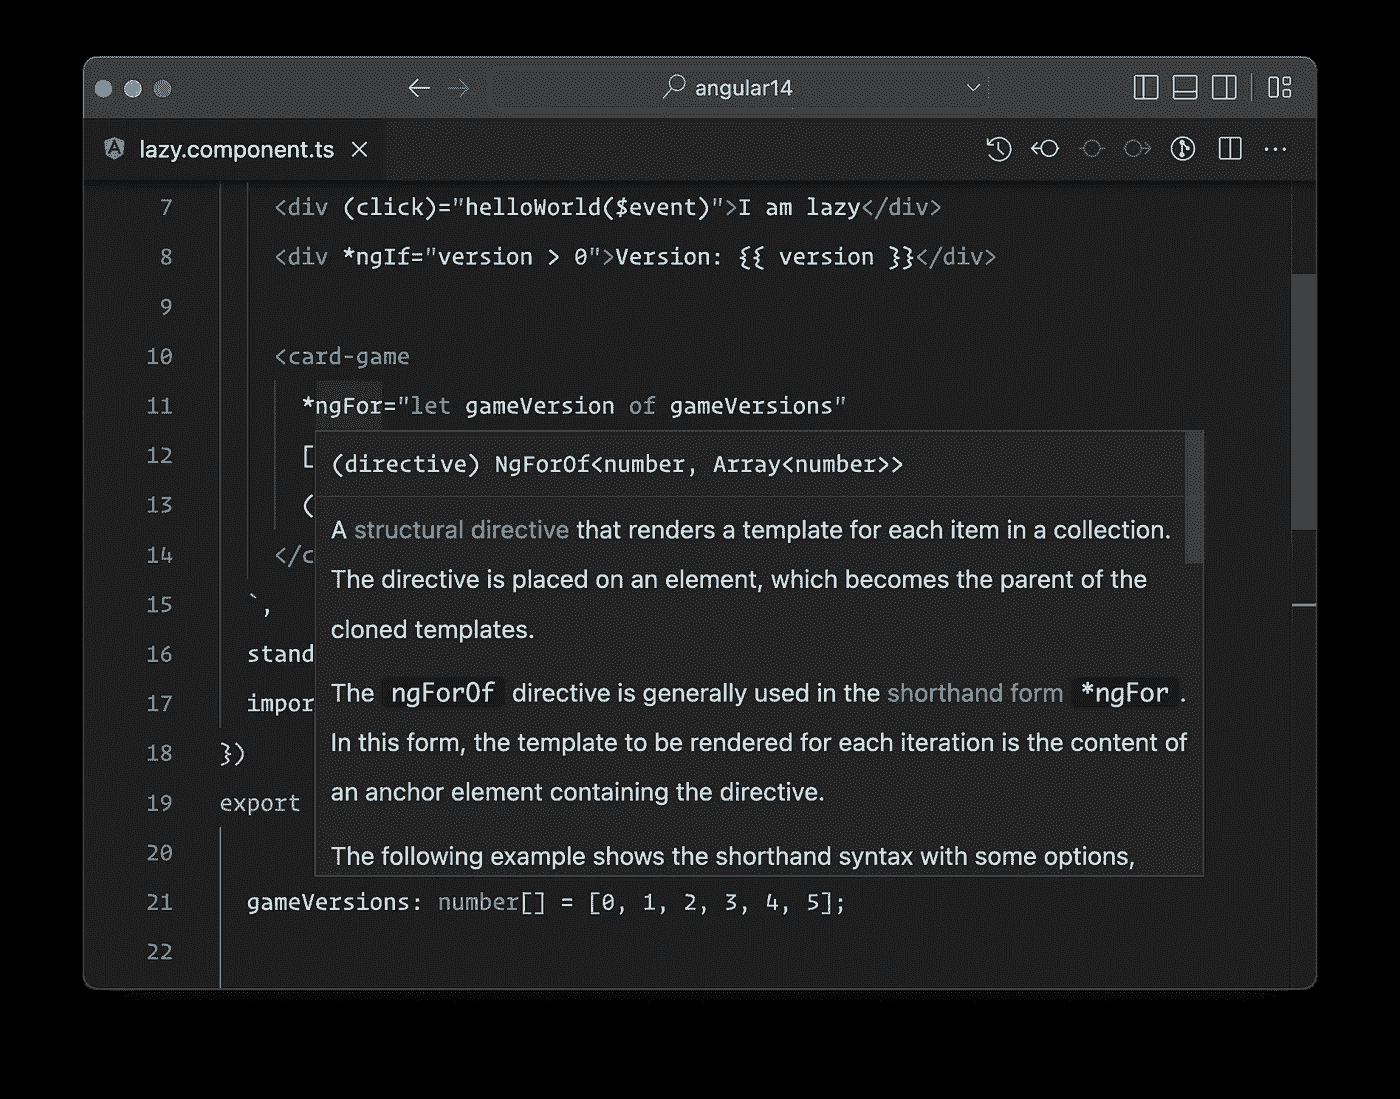 angular14
lazy.component.ts
7 <div (click)="helloWorld($event)">I am lazy</div>
8 <div *ngIf="version > 0">Version: {{ version }}</div>
9
10 <card-game
11 *ngFor="let gameVersion of gameVersions"
12 [
(directive) NgForOf<number, Array<number>>
13 (
A structural directive that renders a template for each item in a collection.
14 </c
The directive is placed on an element, which becomes the parent of the
15 `,
cloned templates.
16 stand
17 impor
The ngForOf directive is generally used in the shorthand form *ngFor.
In this form, the template to be rendered for each iteration is the content of
18 })
an anchor element containing the directive.
19 export
20
The following example shows the shorthand syntax with some options,
21 gameVersions: number[] = [0, 1, 2, 3, 4, 5];
22